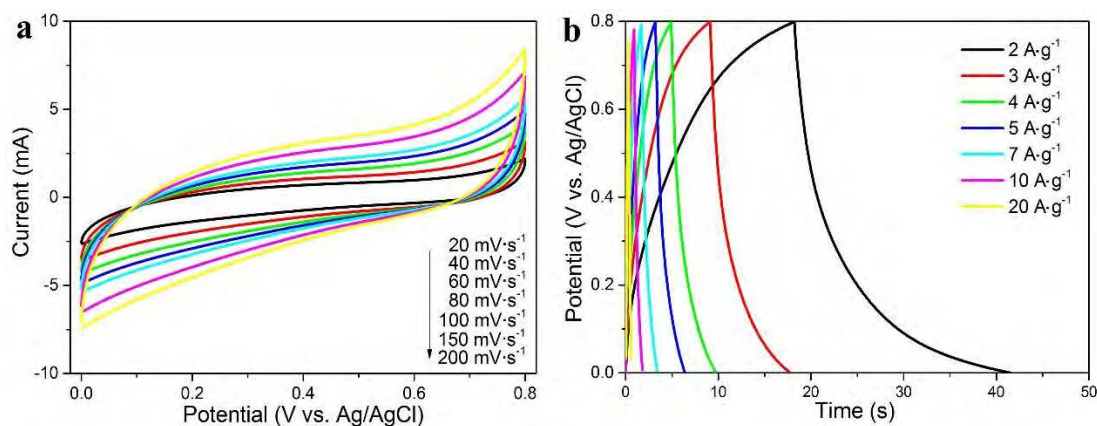 a
10
5
0
-5
-10
Current (mA)
20 mV·s⁻¹
40 mV·s⁻¹
60 mV·s⁻¹
80 mV·s⁻¹
100 mV·s⁻¹
150 mV·s⁻¹
200 mV·s⁻¹
0.0 0.2 0.4 0.6 0.8
Potential (V vs. Ag/AgCl)
b
0.8
0.6
0.4
0.2
0.0
Potential (V vs. Ag/AgCl)
2 A·g⁻¹
3 A·g⁻¹
4 A·g⁻¹
5 A·g⁻¹
7 A·g⁻¹
10 A·g⁻¹
20 A·g⁻¹
0 10 20 30 40 50
Time (s)